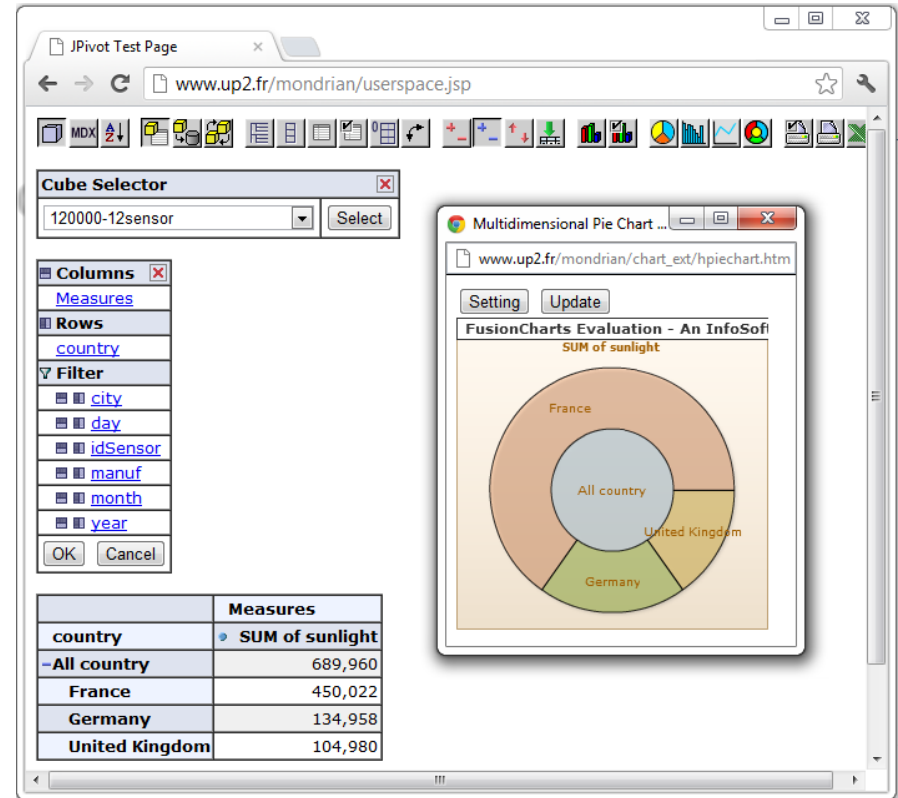 JPivot Test Page
www.up2.fr/mondrian/userspace.jsp
MDX
Cube Selector
120000-12sensor Select
Columns
Measures
Rows
country
Filter
city
day
idSensor
manuf
month
year
OK Cancel
Measures
country SUM of sunlight
All country 689,960
France 450,022
Germany 134,958
United Kingdom 104,980
Multidimensional Pie Chart ...
www.up2.fr/mondrian/chart_ext/hpiechart.htm
Setting Update
FusionCharts Evaluation - An InfoSoft
SUM of sunlight
France
All country
United Kingdom
Germany